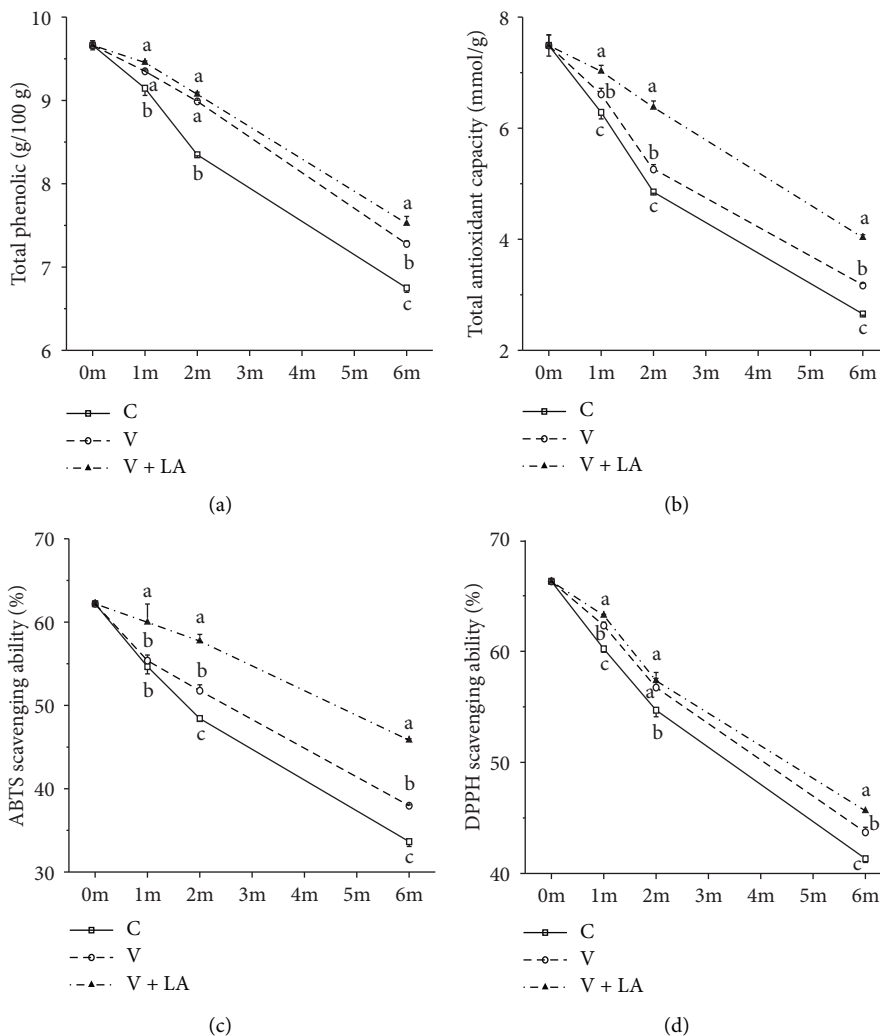 Total phenolic (g/100 g)
10
9
8
7
6
a
a
b
a
a
b
a
b
c
0m 1m 2m 3m 4m 5m 6m
C
V
V + LA
(a)
Total antioxidant capacity (mmol/g)
8
6
4
2
a
b
c
a
b
c
a
b
c
0m 1m 2m 3m 4m 5m 6m
C
V
V + LA
(b)
ABTS scavenging ability (%)
70
60
50
40
30
a
b
b
a
b
c
a
b
c
0m 1m 2m 3m 4m 5m 6m
C
V
V + LA
(c)
DPPH scavenging ability (%)
70
60
50
40
a
b
c
a
a
b
a
b
c
0m 1m 2m 3m 4m 5m 6m
C
V
V + LA
(d)